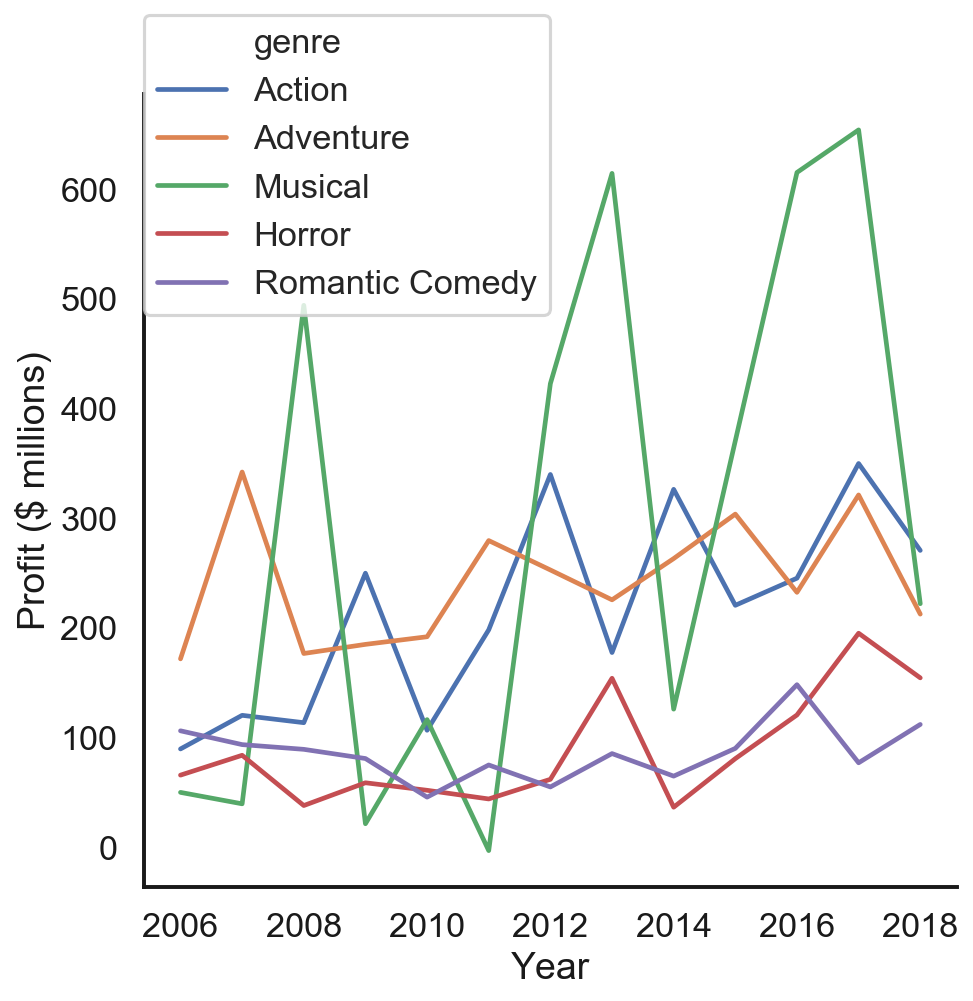 genre
Action
Adventure
Musical
Horror
Romantic Comedy
600
500
400
300
200
100
0
Profit ($ millions)
2006 2008 2010 2012 2014 2016 2018
Year